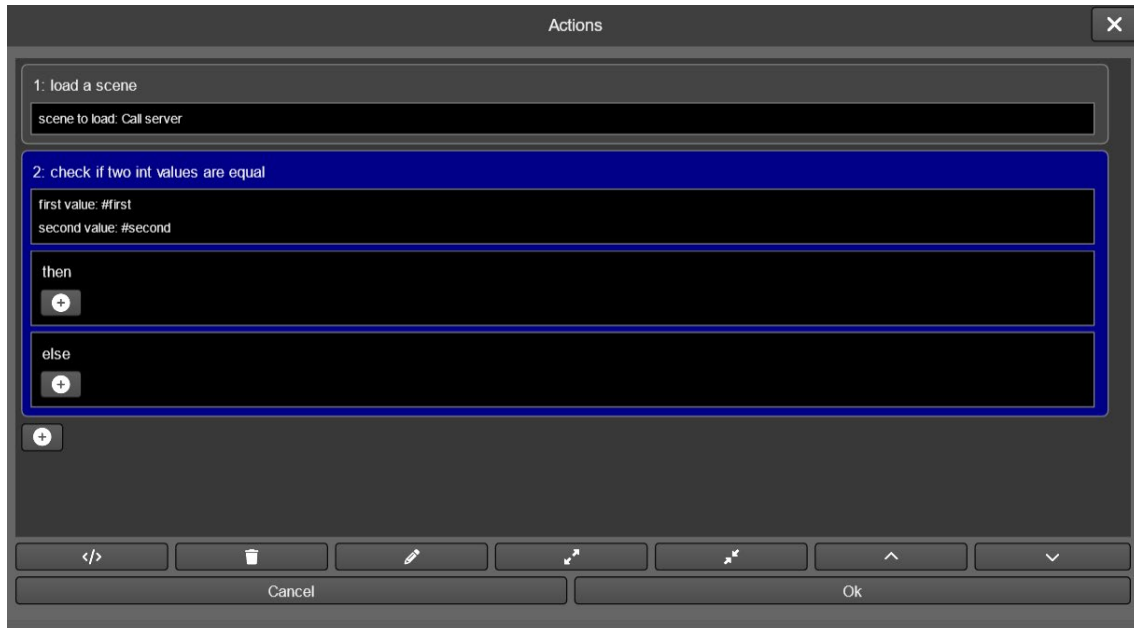 Actions
1: load a scene
scene to load: Call server
2: check if two int values are equal
first value: #first
second value: #second
then
else
</>
Cancel
Ok